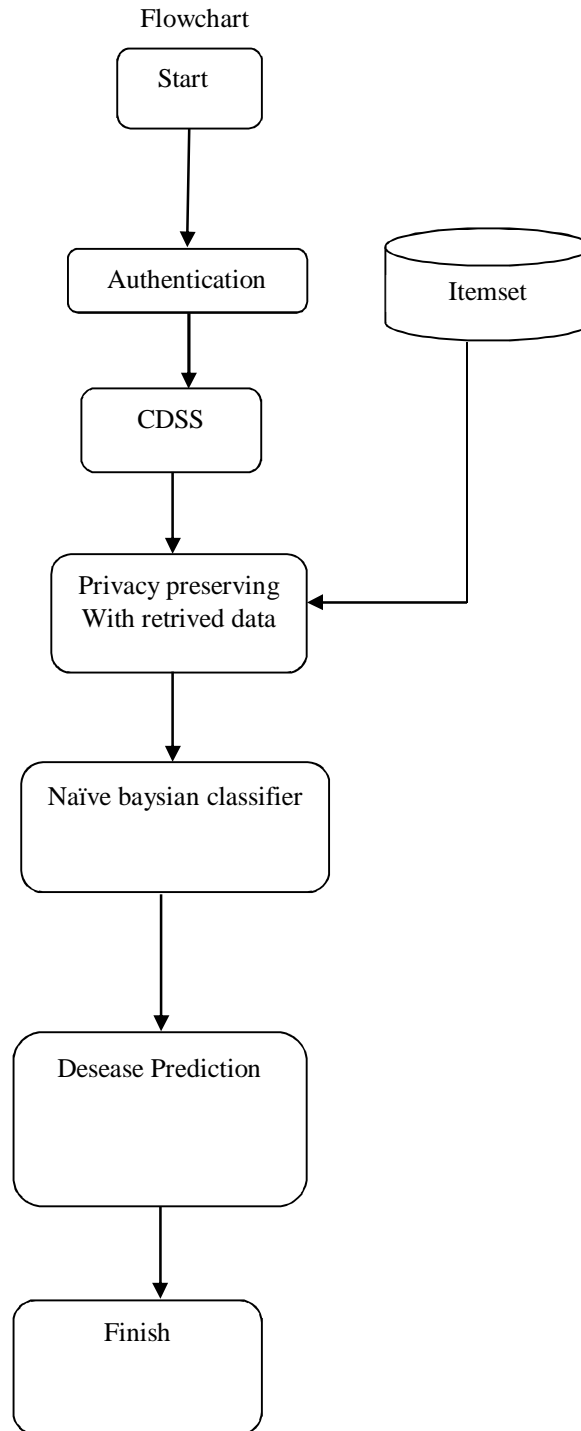 Flowchart
Start
Authentication
Itemset
CDSS
Privacy preserving
With retrived data
Naïve baysian classifier
Desease Prediction
Finish